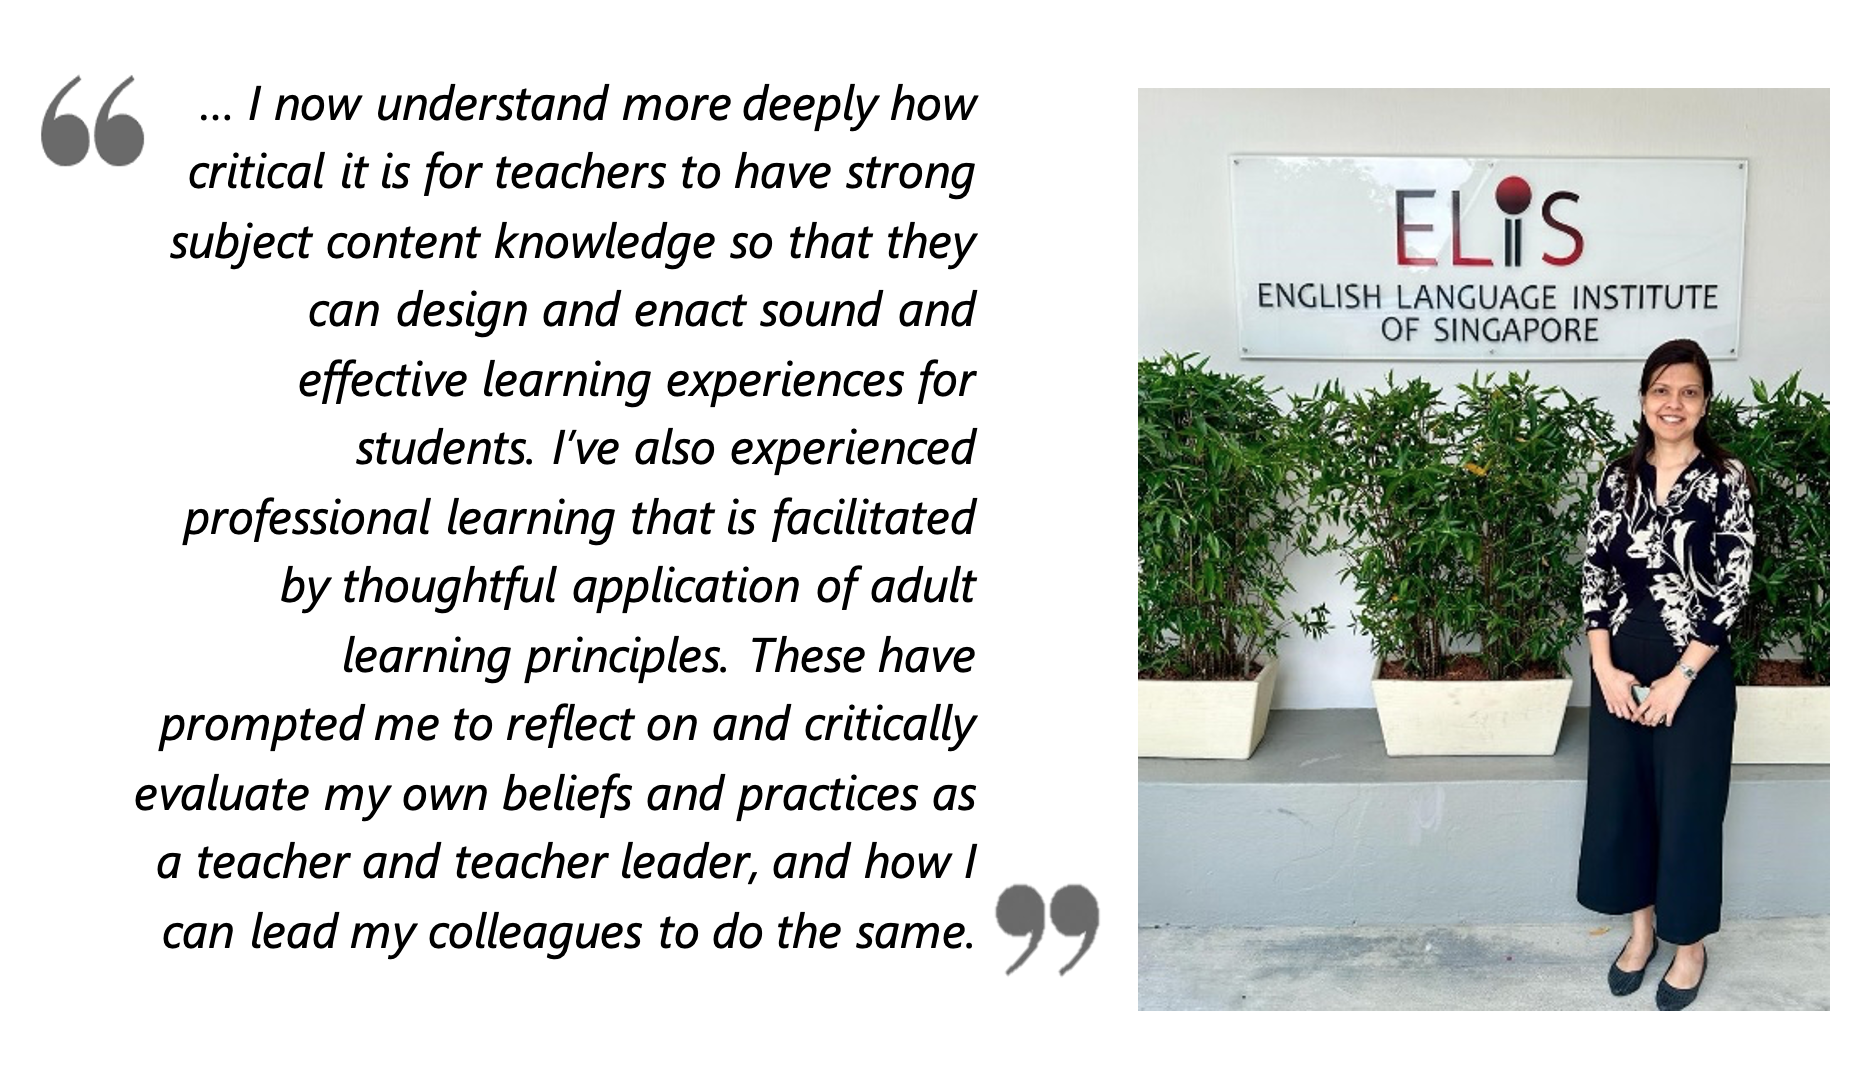 “ ... I now understand more deeply how
critical it is for teachers to have strong
subject content knowledge so that they
can design and enact sound and
effective learning experiences for
students. I’ve also experienced
professional learning that is facilitated
by thoughtful application of adult
learning principles. These have
prompted me to reflect on and critically
evaluate my own beliefs and practices as
a teacher and teacher leader, and how I
can lead my colleagues to do the same. ”
ELiS
ENGLISH LANGUAGE INSTITUTE
OF SINGAPORE